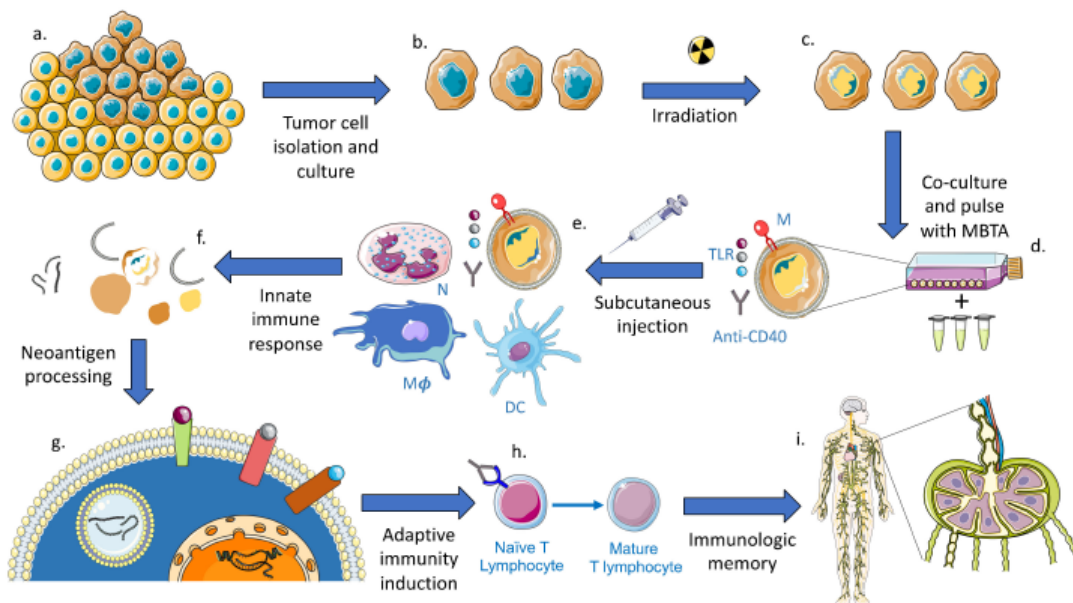 a.
b.
c.
Tumor cell
isolation and
culture
Irradiation
Co-culture
and pulse
with MBTA
d.
M
TLR
Anti-CD40
Subcutaneous
injection
e.
N
Mϕ
DC
Innate
immune
response
f.
Neoantigen
processing
g.
Adaptive
immunity
induction
h.
Naïve T
Lymphocyte
Mature
T lymphocyte
Immunologic
memory
i.
+